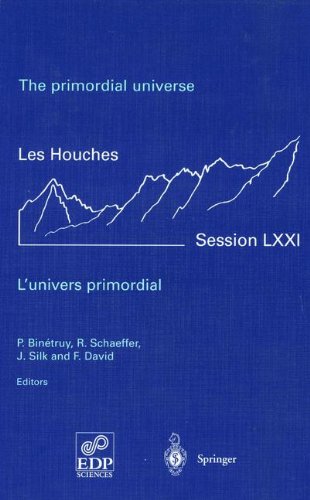 The primordial universe
Les Houches
Session LXXI
L'univers primordial
P. Binétruy, R. Schaeffer,
J. Silk and F. David
Editors
EDP
SCIENCES
Springer